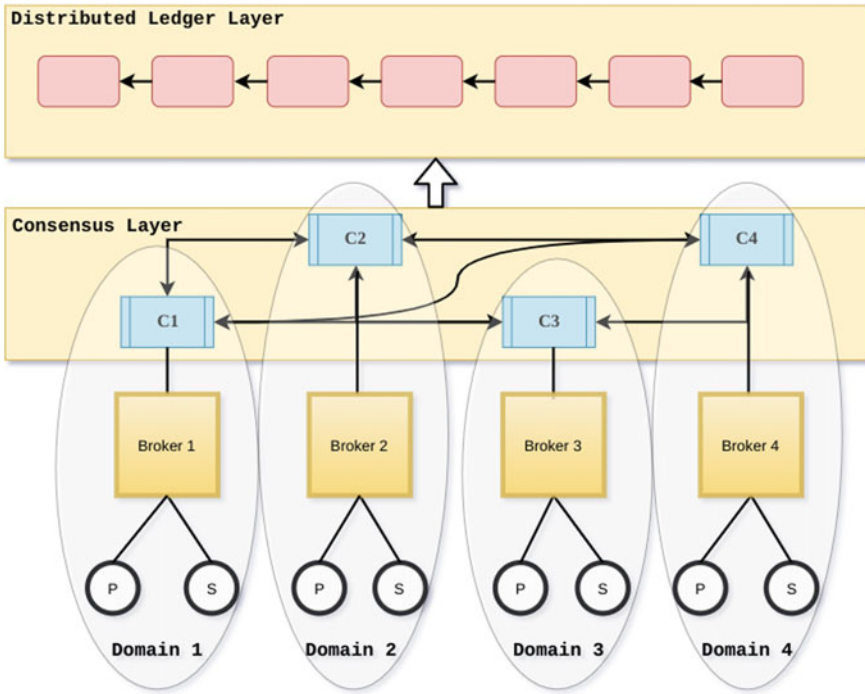 Distributed Ledger Layer
Consensus Layer
C2
C4
C1
C3
Broker 1
Broker 2
Broker 3
Broker 4
P
S
P
S
P
S
P
S
Domain 1
Domain 2
Domain 3
Domain 4